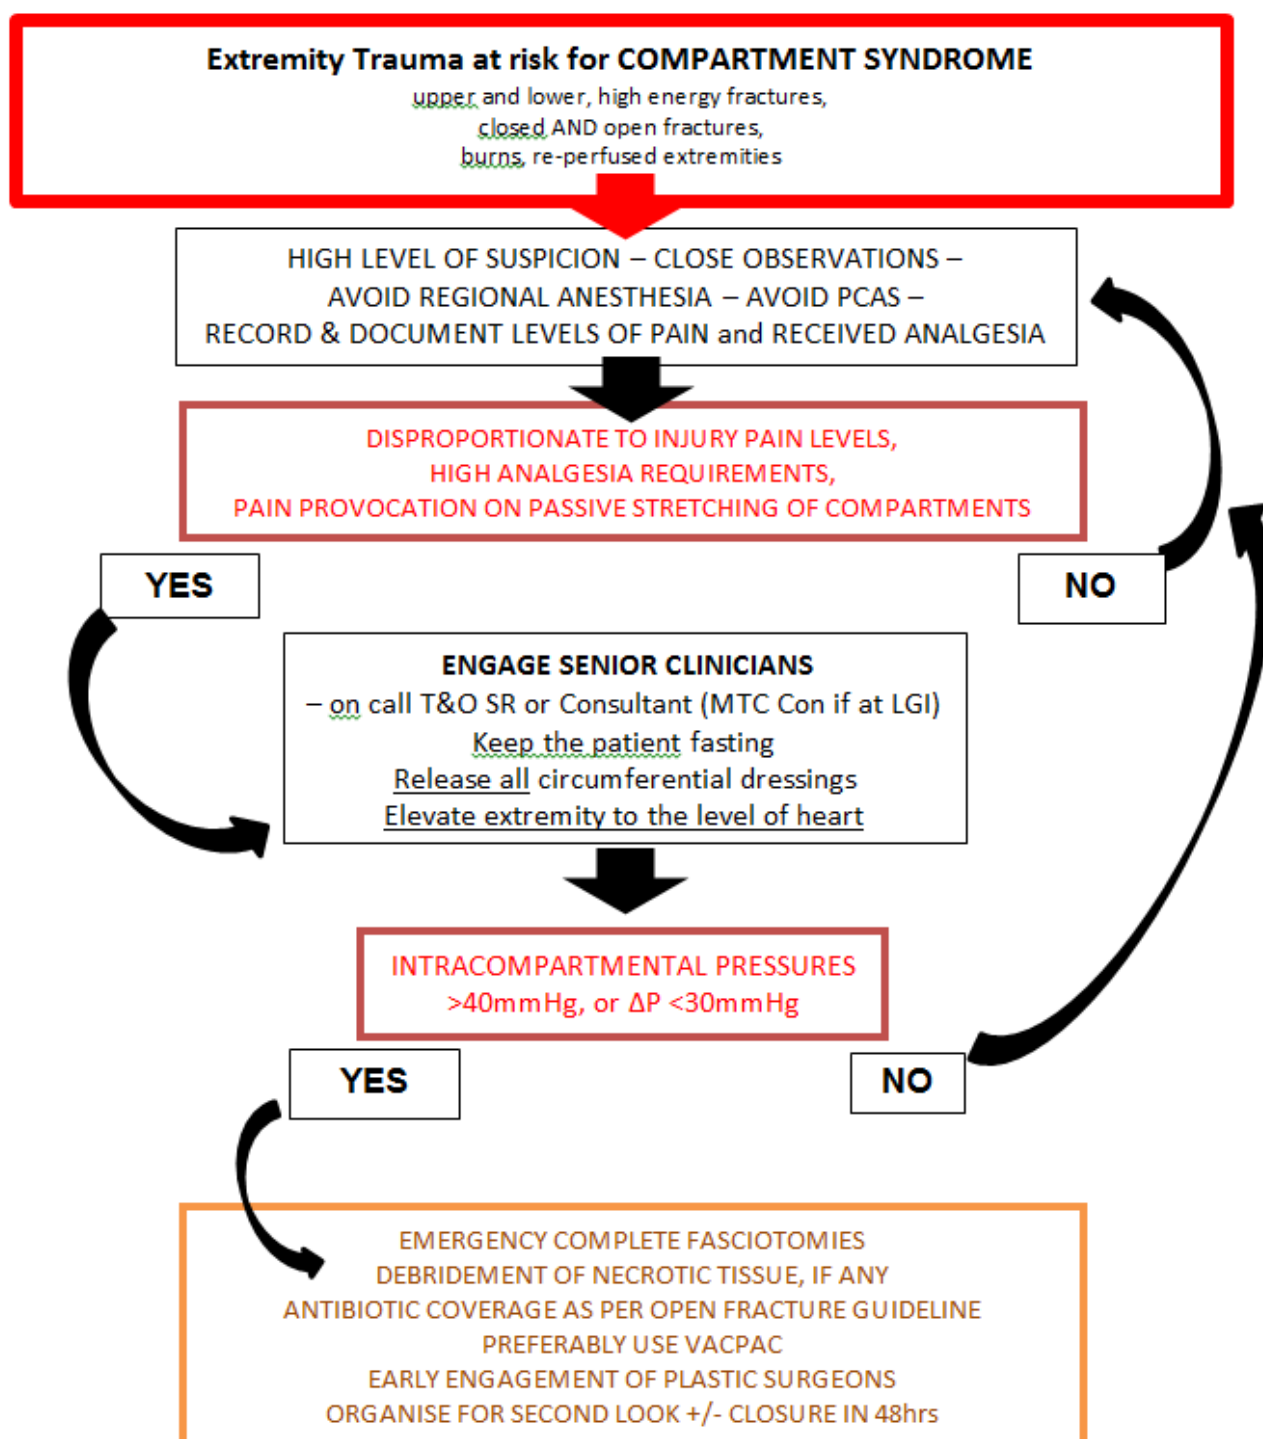 Extremity Trauma at risk for COMPARTMENT SYNDROME
upper and lower, high energy fractures,
closed AND open fractures,
burns, re-perfused extremities
HIGH LEVEL OF SUSPICION – CLOSE OBSERVATIONS –
AVOID REGIONAL ANESTHESIA – AVOID PCAS –
RECORD & DOCUMENT LEVELS OF PAIN and RECEIVED ANALGESIA
DISPROPORTIONATE TO INJURY PAIN LEVELS,
HIGH ANALGESIA REQUIREMENTS,
PAIN PROVOCATION ON PASSIVE STRETCHING OF COMPARTMENTS
YES
NO
ENGAGE SENIOR CLINICIANS
– on call T&O SR or Consultant (MTC Con if at LGI)
Keep the patient fasting
Release all circumferential dressings
Elevate extremity to the level of heart
INTRACOMPARTMENTAL PRESSURES
>40mmHg, or ΔP <30mmHg
YES
NO
EMERGENCY COMPLETE FASCIOTOMIES
DEBRIDEMENT OF NECROTIC TISSUE, IF ANY
ANTIBIOTIC COVERAGE AS PER OPEN FRACTURE GUIDELINE
PREFERABLY USE VACPAC
EARLY ENGAGEMENT OF PLASTIC SURGEONS
ORGANISE FOR SECOND LOOK +/- CLOSURE IN 48hrs